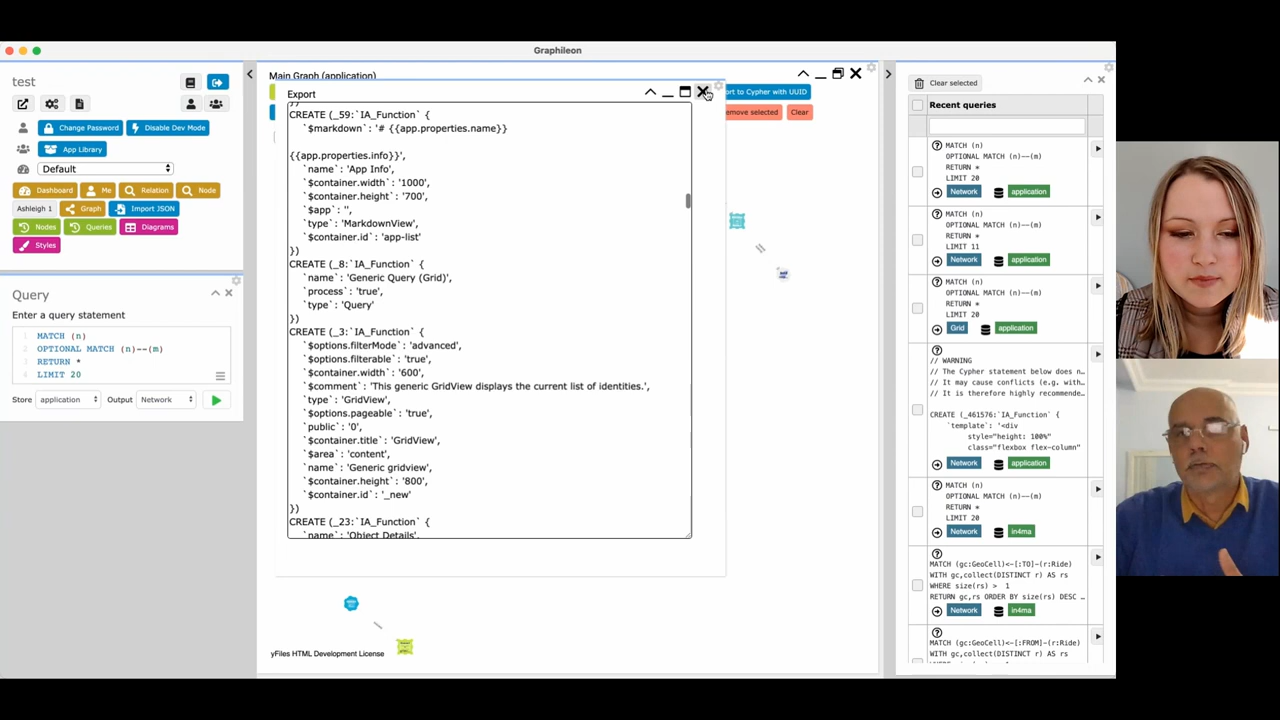 Graphileon
test
Change Password
Disable Dev Mode
App Library
Default
Dashboard
Me
Relation
Node
Ashleigh 1
Graph
Import JSON
Nodes
Queries
Diagrams
Styles
Query
Enter a query statement
1 MATCH (n)
2 OPTIONAL MATCH (n)--(m)
3 RETURN *
4 LIMIT 20
Store
application
Output
Network
Main Graph (application)
ort to Cypher with UUID
emove selected
Clear
Export
})
CREATE (_59:`IA_Function` {
`$markdown`: '# {{app.properties.name}}
{{app.properties.info}}',
`name`: 'App Info',
`$container.width`: '1000',
`$container.height`: '700',
`$app`: '',
`type`: 'MarkdownView',
`$container.id`: 'app-list'
})
CREATE (_8:`IA_Function` {
`name`: 'Generic Query (Grid)',
`process`: 'true',
`type`: 'Query'
})
CREATE (_3:`IA_Function` {
`$options.filterMode`: 'advanced',
`$options.filterable`: 'true',
`$container.width`: '600',
`$comment`: 'This generic GridView displays the current list of identities.',
`type`: 'GridView',
`$options.pageable`: 'true',
`public`: '0',
`$container.title`: 'GridView',
`$area`: 'content',
`name`: 'Generic gridview',
`$container.height`: '800',
`$container.id`: '_new'
})
CREATE (_23:`IA_Function` {
`name`: 'Object Details',
yFiles HTML Development License
Clear selected
Recent queries
MATCH (n)
OPTIONAL MATCH (n)--(m)
RETURN *
LIMIT 20
Network
application
MATCH (n)
OPTIONAL MATCH (n)--(m)
RETURN *
LIMIT 11
Network
application
MATCH (n)
OPTIONAL MATCH (n)--(m)
RETURN *
LIMIT 20
Grid
application
// WARNING
// The Cypher statement below does n…
// It may cause conflicts (e.g. with…
// It is therefore highly recommende…
CREATE (_461576:`IA_Function` {
`template`: '<div
style="height: 100%"
class="flexbox flex-column"
Network
application
MATCH (n)
OPTIONAL MATCH (n)--(m)
RETURN *
LIMIT 20
Network
in4ma
MATCH (gc:GeoCell)<-[:TO]-(r:Ride)
WITH gc,collect(DISTINCT r) AS rs
WHERE size(rs) > 1
RETURN gc,rs ORDER BY size(rs) DESC …
Network
in4ma
MATCH (gc:GeoCell)<-[:FROM]-(r:Ride)
WITH gc,collect(DISTINCT r) AS rs